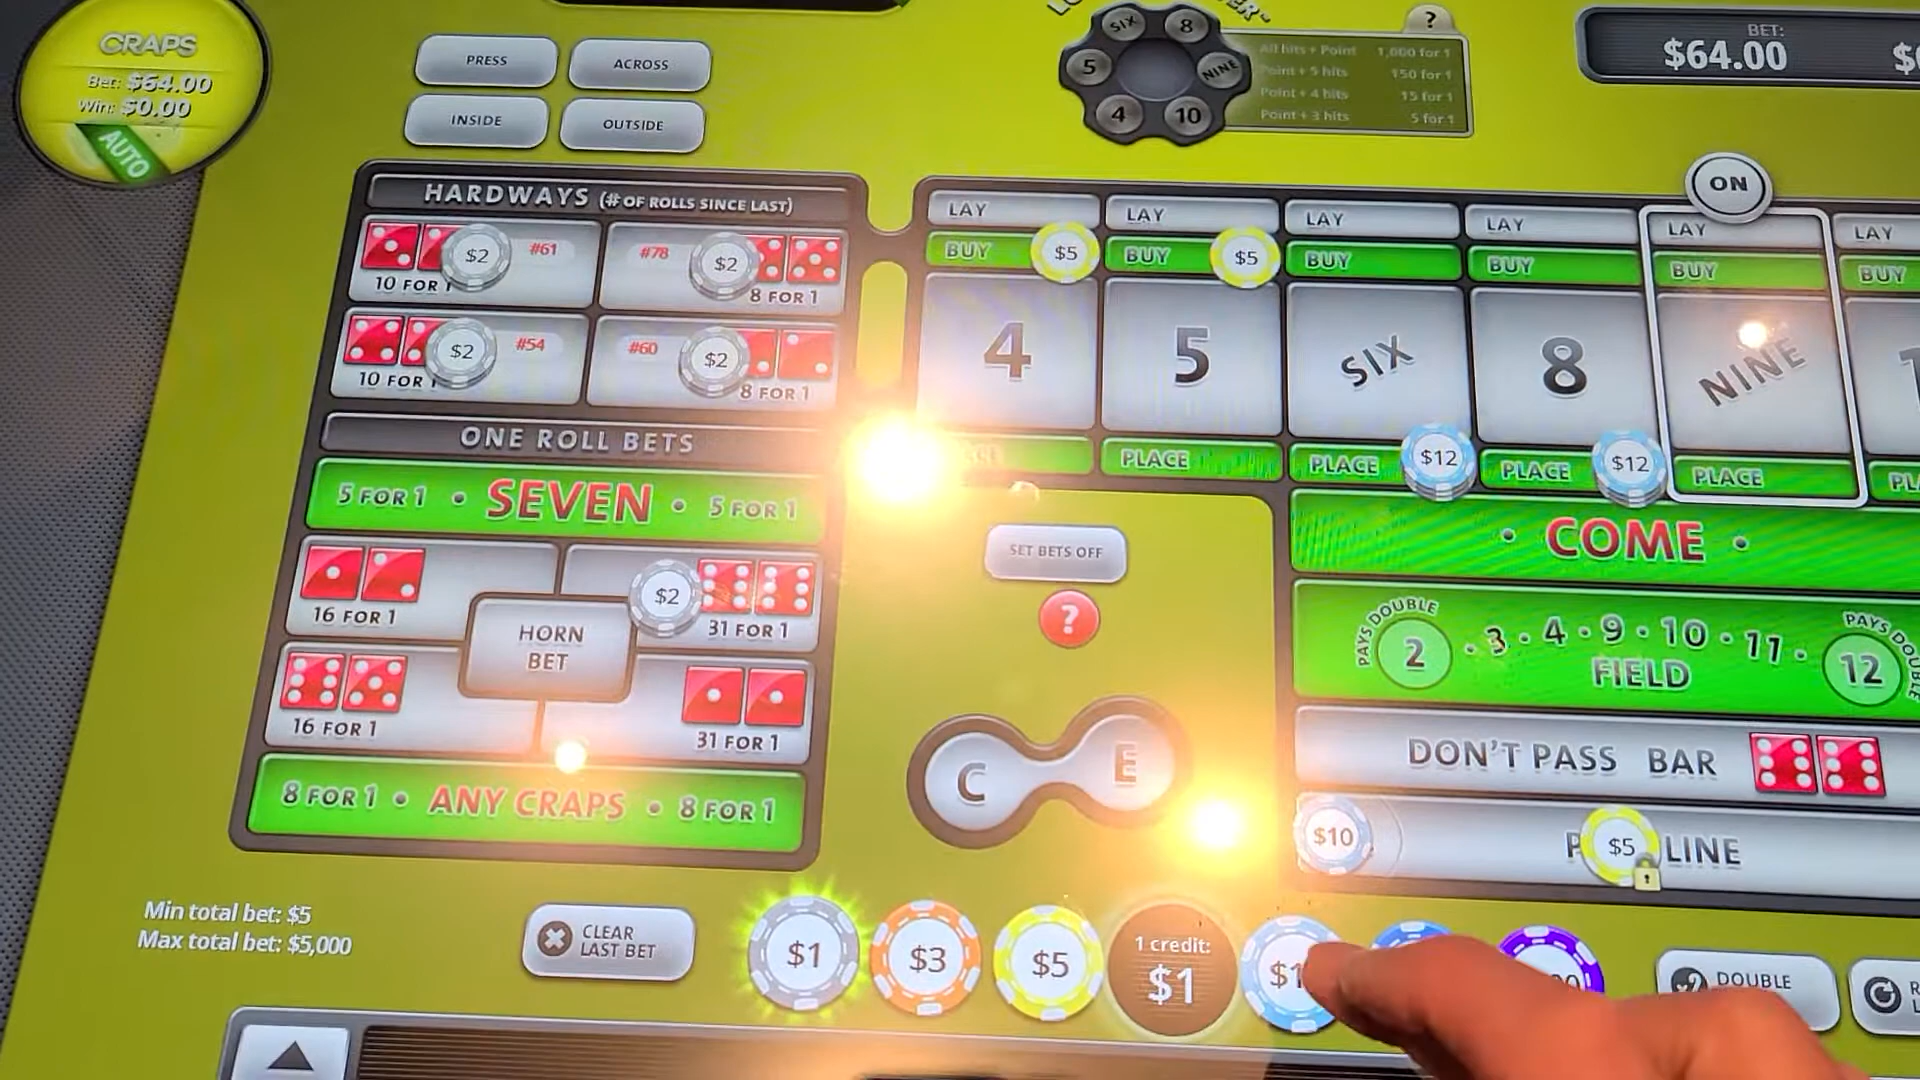 CRAPS
Bet: $64.00
Win: $0.00
AUTO
PRESS
ACROSS
INSIDE
OUTSIDE
SIX
8
5
NINE
4
10
?
All hits + Point 1,000 for 1
Point + 5 hits 150 for 1
Point + 4 hits 15 for 1
Point + 3 hits 5 for 1
BET:
$64.00
ON
HARDWAYS (# OF ROLLS SINCE LAST)
$2 #61
10 FOR 1
#78 $2
8 FOR 1
$2 #54
10 FOR 1
#60 $2
8 FOR 1
LAY LAY LAY LAY LAY LAY
BUY $5 BUY $5 BUY BUY BUY BUY
4 5 SIX 8 NINE
PLACE PLACE $12 PLACE $12 PLACE
ONE ROLL BETS
5 FOR 1 • SEVEN • 5 FOR 1
16 FOR 1
$2
31 FOR 1
HORN
BET
16 FOR 1
31 FOR 1
8 FOR 1 • ANY CRAPS • 8 FOR 1
SET BETS OFF
?
C E
• COME •
PAYS DOUBLE
2 • 3 • 4 • 9 • 10 • 11 • 12
PAYS DOUBLE
FIELD
DON'T PASS BAR
$10
$5
LINE
Min total bet: $5
Max total bet: $5,000
CLEAR
LAST BET
$1
$3
$5
1 credit:
$1
DOUBLE